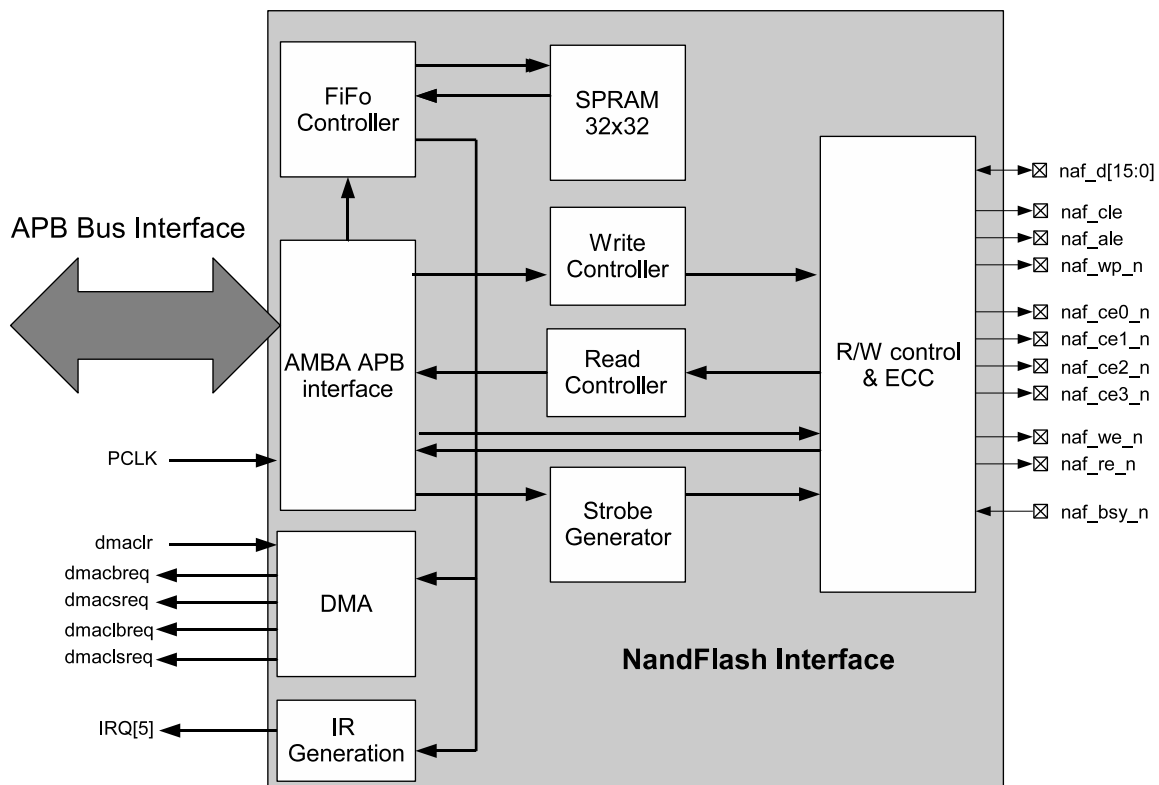 FiFo
Controller
SPRAM
32x32
naf_d[15:0]
naf_cle
naf_ale
naf_wp_n
naf_ce0_n
naf_ce1_n
naf_ce2_n
naf_ce3_n
naf_we_n
naf_re_n
naf_bsy_n
APB Bus Interface
Write
Controller
AMBA APB
interface
Read
Controller
R/W control
& ECC
PCLK
Strobe
Generator
dmaclr
dmacbreq
dmacsreq
dmaclbreq
dmaclsreq
DMA
NandFlash Interface
IRQ[5]
IR
Generation